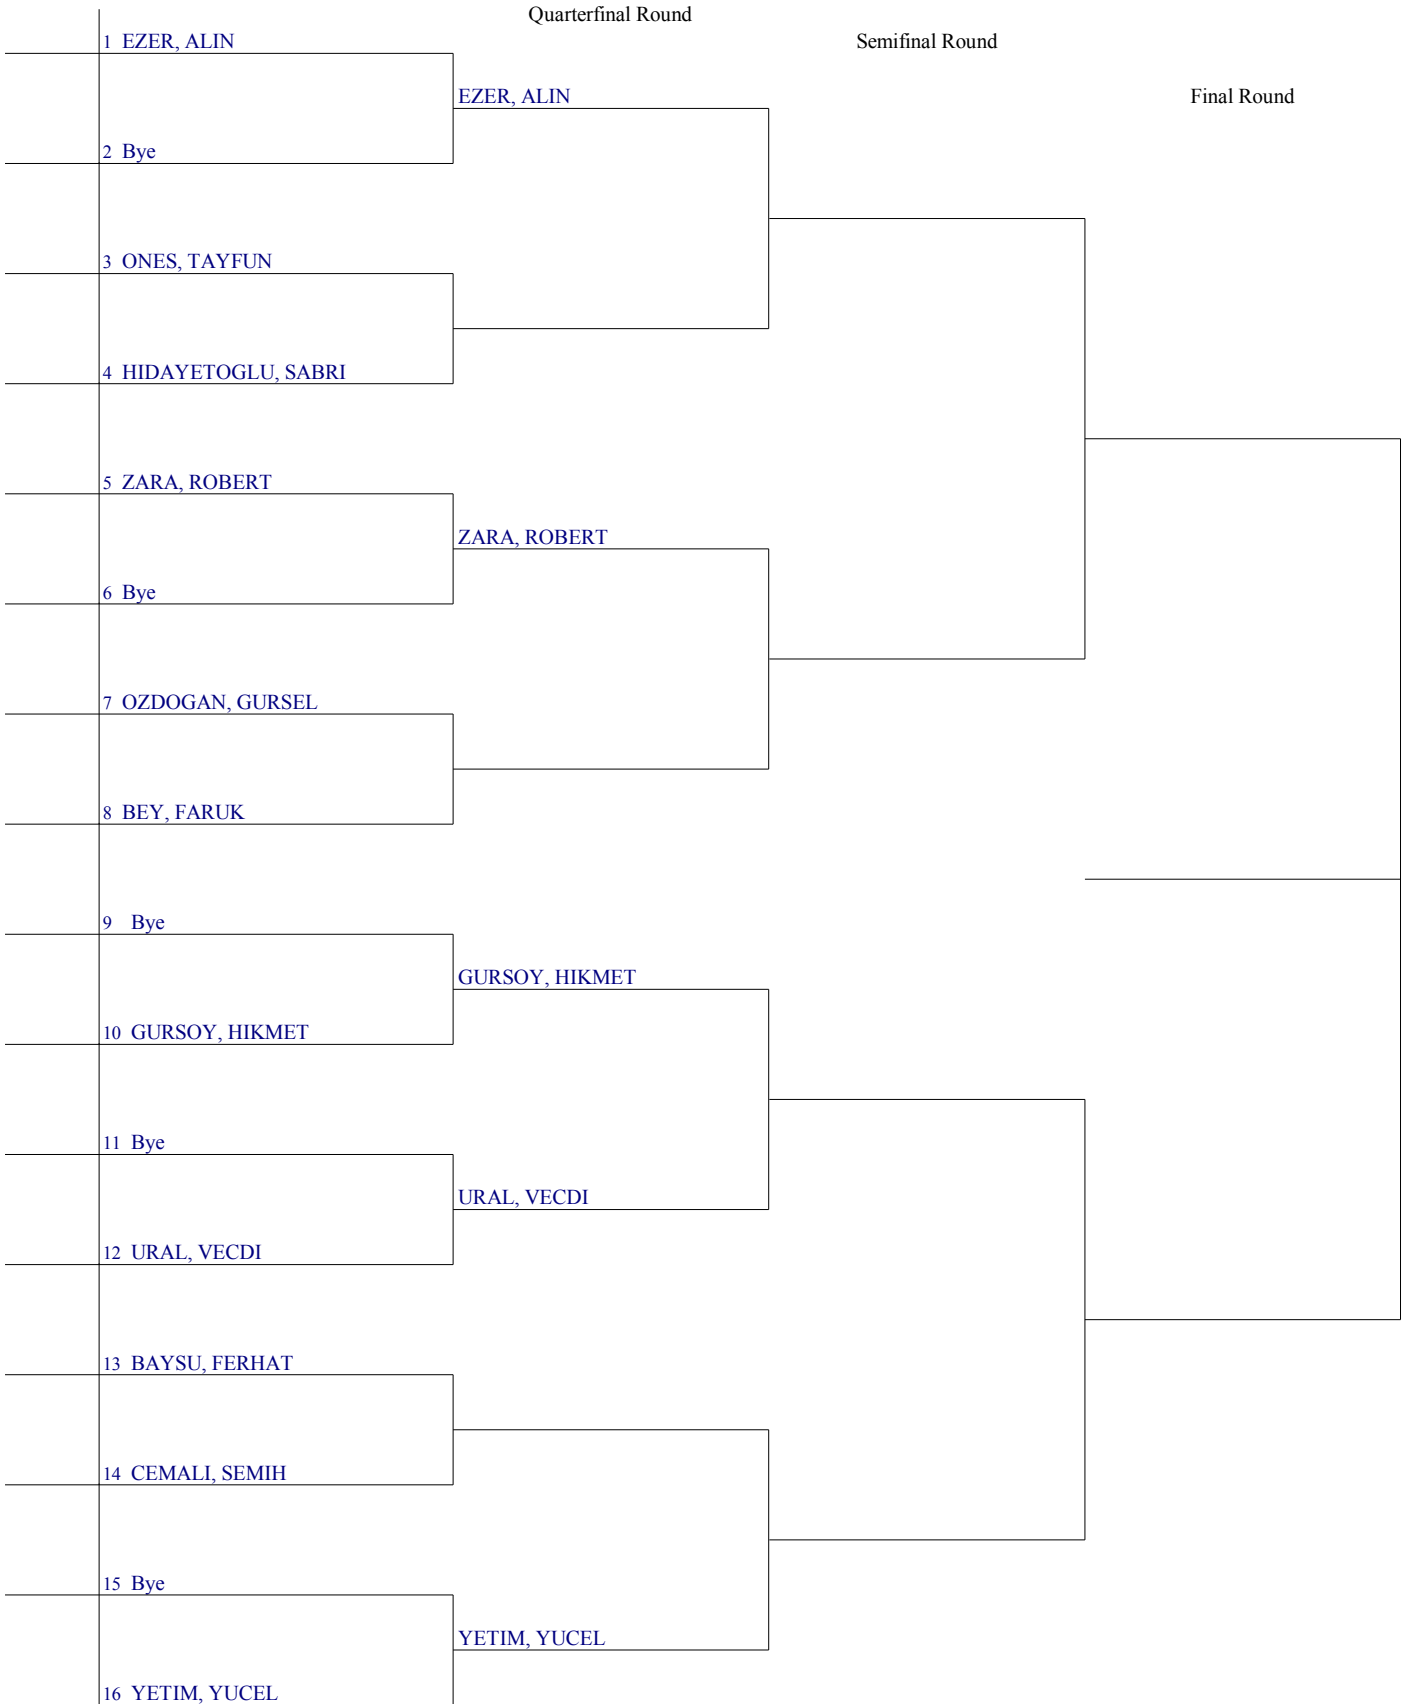 Quarterfinal Round
1 EZER, ALIN
Semifinal Round
EZER, ALIN
Final Round
2 Bye
3 ONES, TAYFUN
4 HIDAYETOGLU, SABRI
5 ZARA, ROBERT
ZARA, ROBERT
6 Bye
7 OZDOGAN, GURSEL
8 BEY, FARUK
9 Bye
GURSOY, HIKMET
10 GURSOY, HIKMET
11 Bye
URAL, VECDI
12 URAL, VECDI
13 BAYSU, FERHAT
14 CEMALI, SEMIH
15 Bye
YETIM, YUCEL
16 YETIM, YUCEL